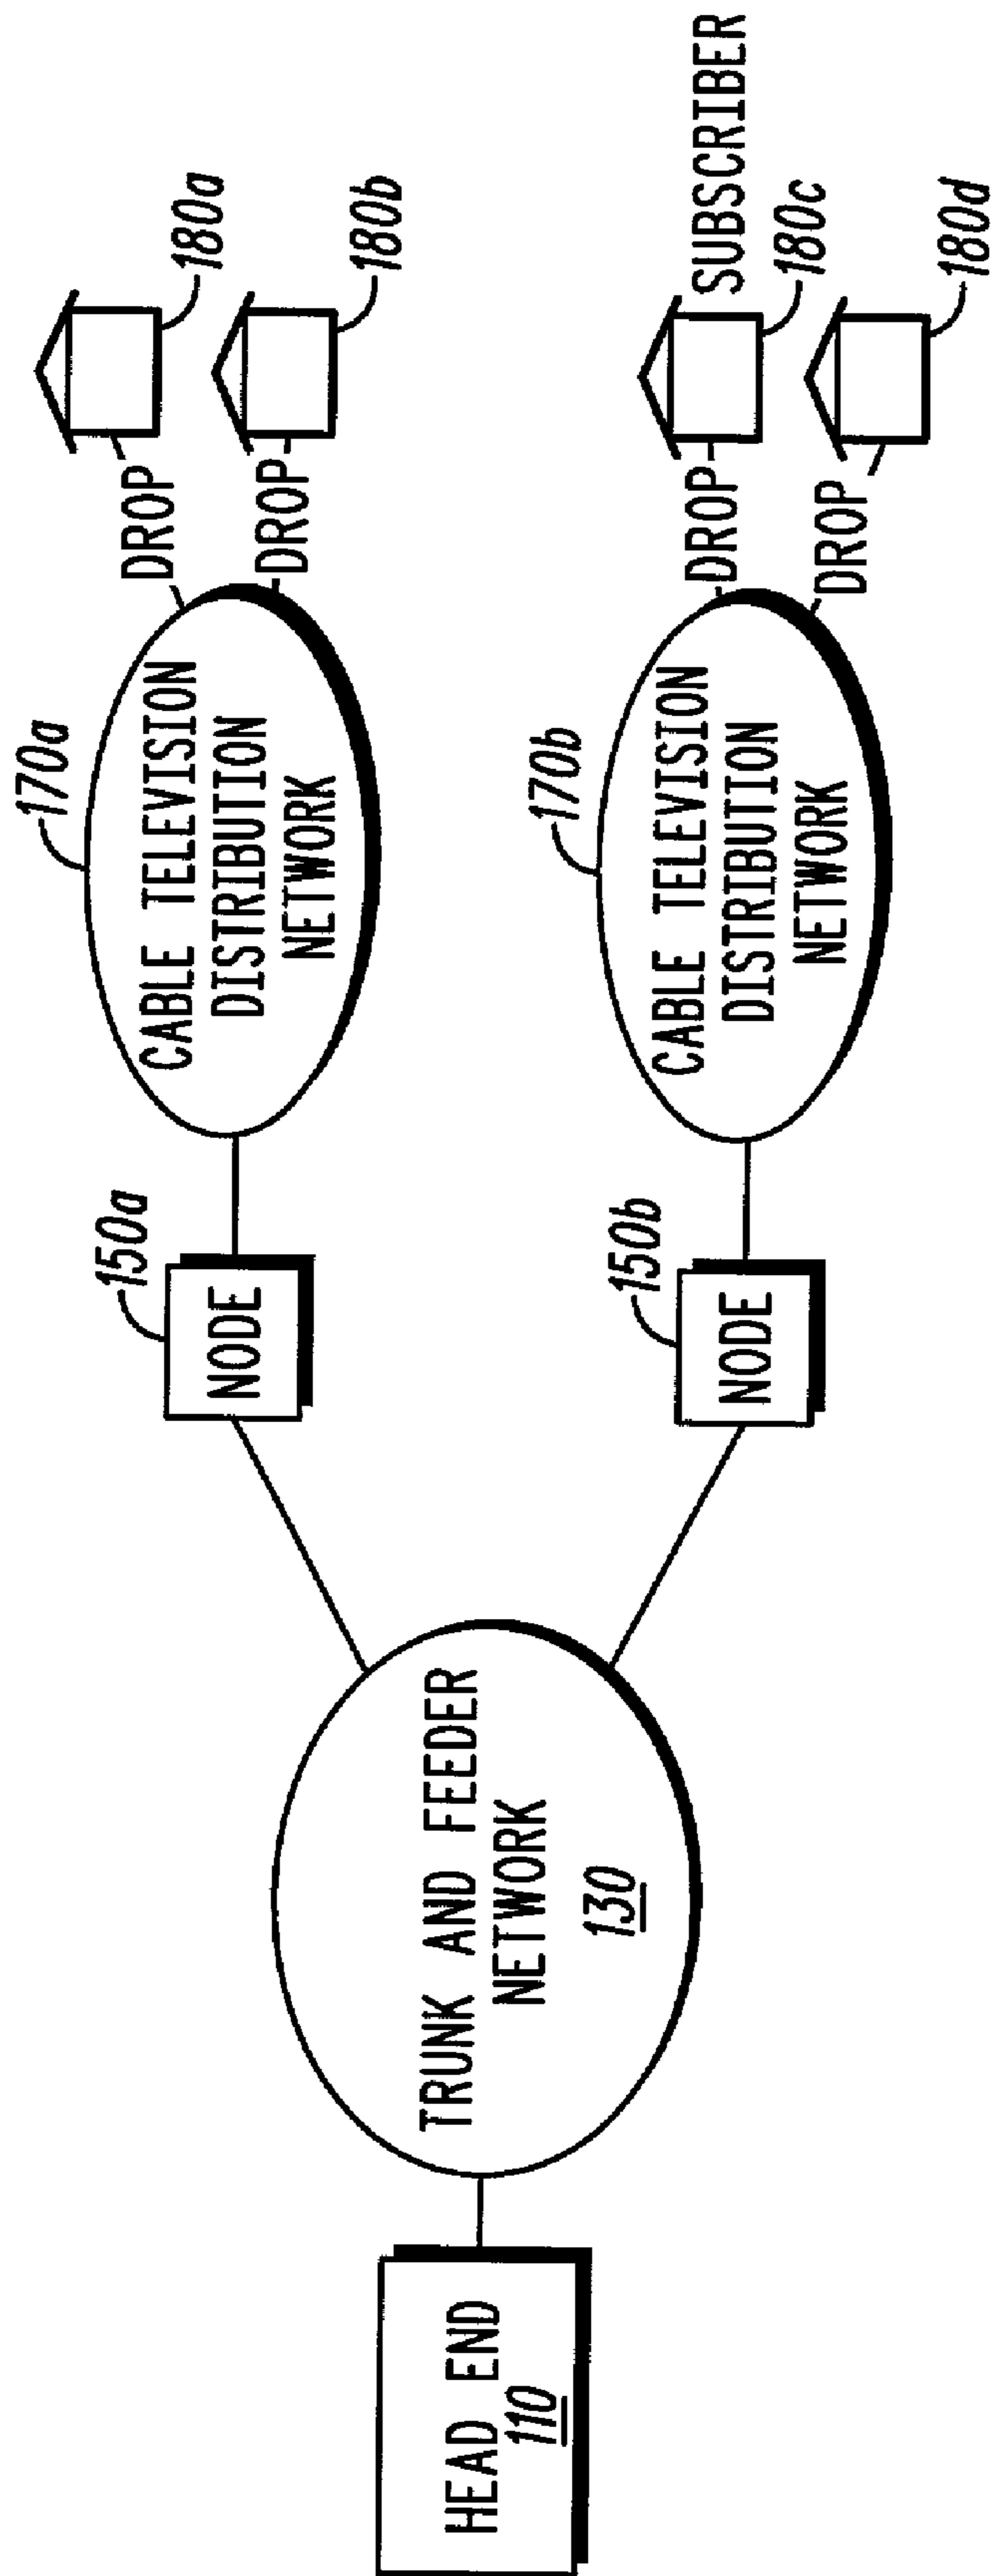 HEAD END
110
TRUNK AND FEEDER
NETWORK
130
150a
NODE
170a
CABLE TELEVISION
DISTRIBUTION
NETWORK
DROP
180a
DROP
180b
150b
NODE
170b
CABLE TELEVISION
DISTRIBUTION
NETWORK
DROP
SUBSCRIBER
180c
DROP
180d